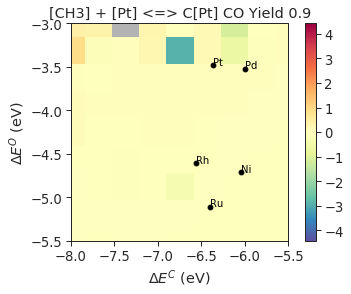 [CH3] + [Pt] <=> C[Pt] CO Yield 0.9
−3.0
−3.5
−4.0
−4.5
−5.0
−5.5
ΔE^O (eV)
Pt
Pd
Rh
Ni
Ru
−8.0 −7.5 −7.0 −6.5 −6.0 −5.5
ΔE^C (eV)
4
3
2
1
0
−1
−2
−3
−4